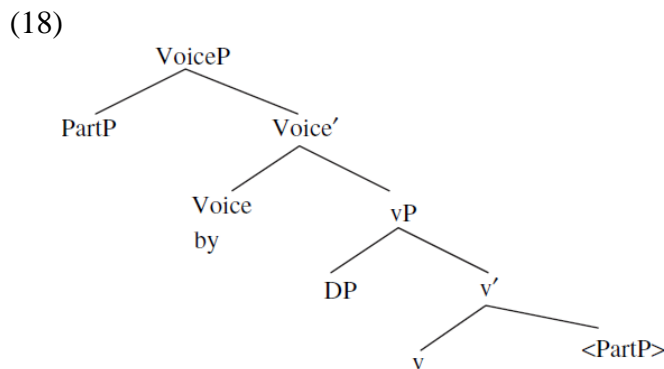 (18)
VoiceP
PartP Voice′
Voice vP
by
DP v′
v <PartP>